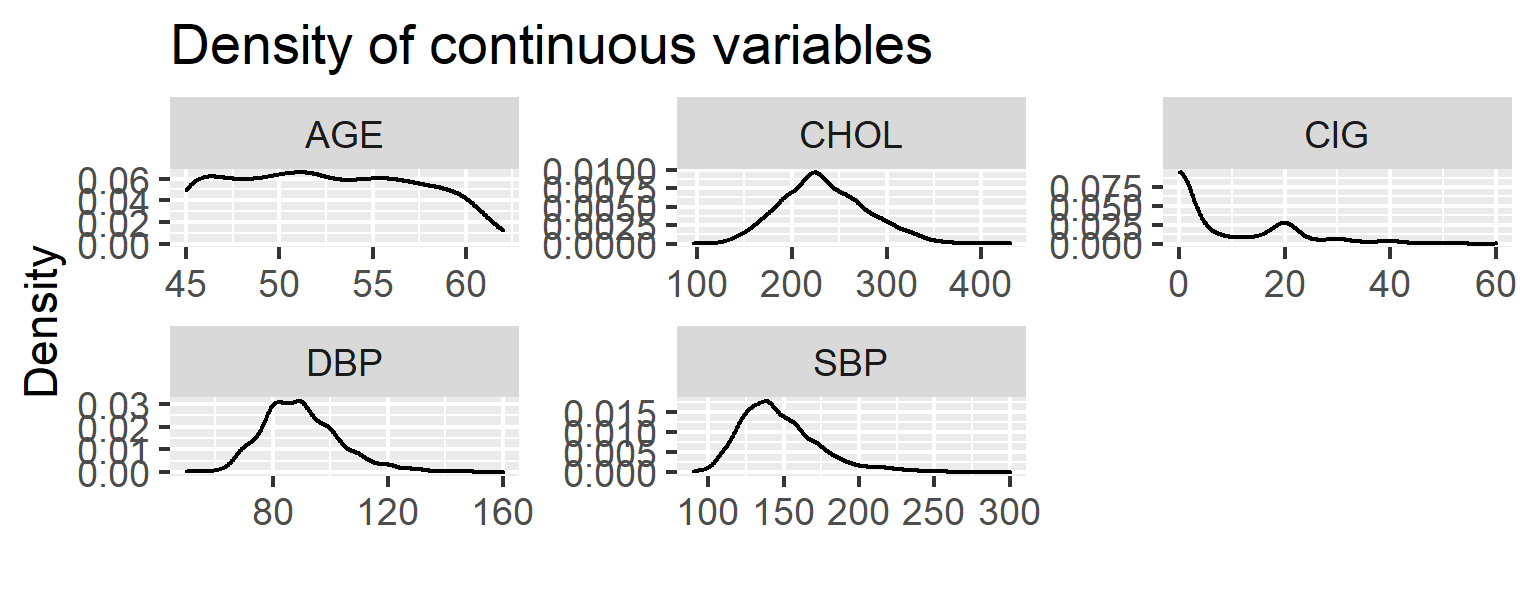 Density of continuous variables
AGE
CHOL
CIG
0.06
0.04
0.02
0.00
45 50 55 60
0.0100
0.0075
0.0050
0.0025
0.0000
100 200 300 400
0.075
0.050
0.025
0.000
0 20 40 60
Density
DBP
SBP
0.03
0.02
0.01
0.00
80 120 160
0.015
0.010
0.005
0.000
100 150 200 250 300